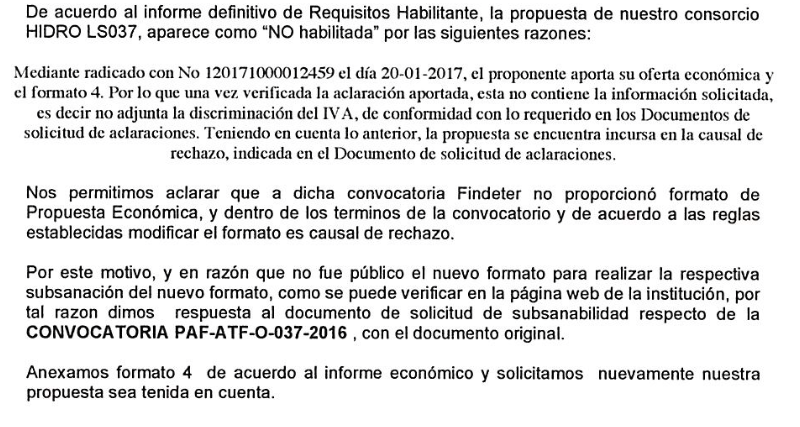 De acuerdo al informe definitivo de Requisitos Habilitante, la propuesta de nuestro consorcio
HIDRO LS037, aparece como “NO habilitada” por las siguientes razones:
Mediante radicado con No 120171000012459 el día 20-01-2017, el proponente aporta su oferta económica y
el formato 4. Por lo que una vez verificada la aclaración aportada, esta no contiene la información solicitada,
es decir no adjunta la discriminación del IVA, de conformidad con lo requerido en los Documentos de
solicitud de aclaraciones. Teniendo en cuenta lo anterior, la propuesta se encuentra incursa en la causal de
rechazo, indicada en el Documento de solicitud de aclaraciones.
Nos permitimos aclarar que a dicha convocatoria Findeter no proporcionó formato de
Propuesta Económica, y dentro de los terminos de la convocatorio y de acuerdo a las reglas
establecidas modificar el formato es causal de rechazo.
Por este motivo, y en razón que no fue público el nuevo formato para realizar la respectiva
subsanación del nuevo formato, como se puede verificar en la página web de la institución, por
tal razon dimos respuesta al documento de solicitud de subsanabilidad respecto de la
CONVOCATORIA PAF-ATF-O-037-2016 , con el documento original.
Anexamos formato 4 de acuerdo al informe económico y solicitamos nuevamente nuestra
propuesta sea tenida en cuenta.